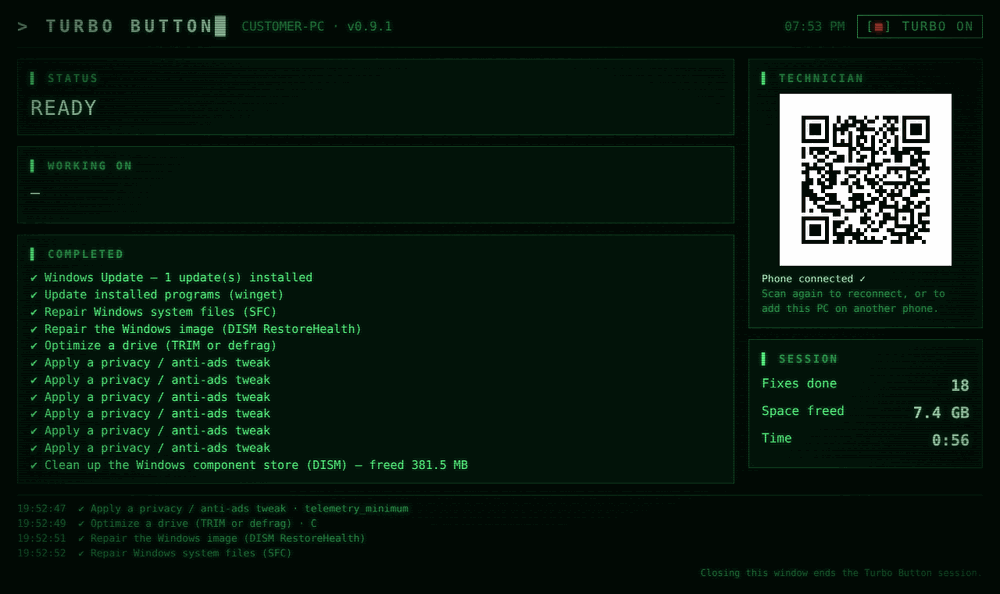 > TURBO BUTTON CUSTOMER-PC · v0.9.1
07:53 PM [■] TURBO ON
STATUS
READY
WORKING ON
—
COMPLETED
✔ Windows Update — 1 update(s) installed
✔ Update installed programs (winget)
✔ Repair Windows system files (SFC)
✔ Repair the Windows image (DISM RestoreHealth)
✔ Optimize a drive (TRIM or defrag)
✔ Apply a privacy / anti-ads tweak
✔ Apply a privacy / anti-ads tweak
✔ Apply a privacy / anti-ads tweak
✔ Apply a privacy / anti-ads tweak
✔ Apply a privacy / anti-ads tweak
✔ Apply a privacy / anti-ads tweak
✔ Clean up the Windows component store (DISM) — freed 381.5 MB
TECHNICIAN
Phone connected ✓
Scan again to reconnect, or to
add this PC on another phone.
SESSION
Fixes done 18
Space freed 7.4 GB
Time 0:56
19:52:47 ✔ Apply a privacy / anti-ads tweak · telemetry_minimum
19:52:49 ✔ Optimize a drive (TRIM or defrag) · C
19:52:51 ✔ Repair the Windows image (DISM RestoreHealth)
19:52:52 ✔ Repair Windows system files (SFC)
Closing this window ends the Turbo Button session.